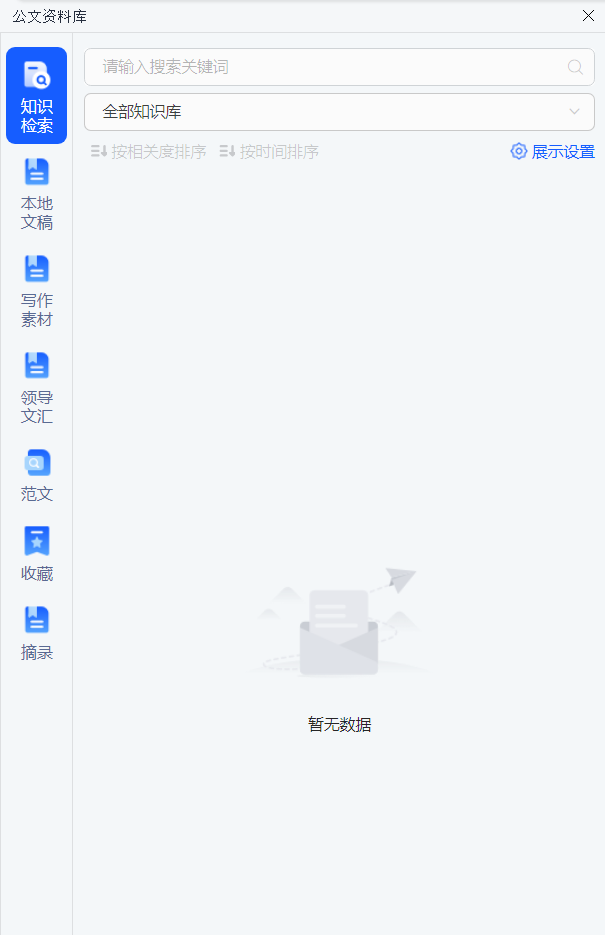 公文资料库
知识
检索
本地
文稿
写作
素材
领导
文汇
范文
收藏
摘录
请输入搜索关键词
全部知识库
按相关度排序 按时间排序 展示设置
暂无数据